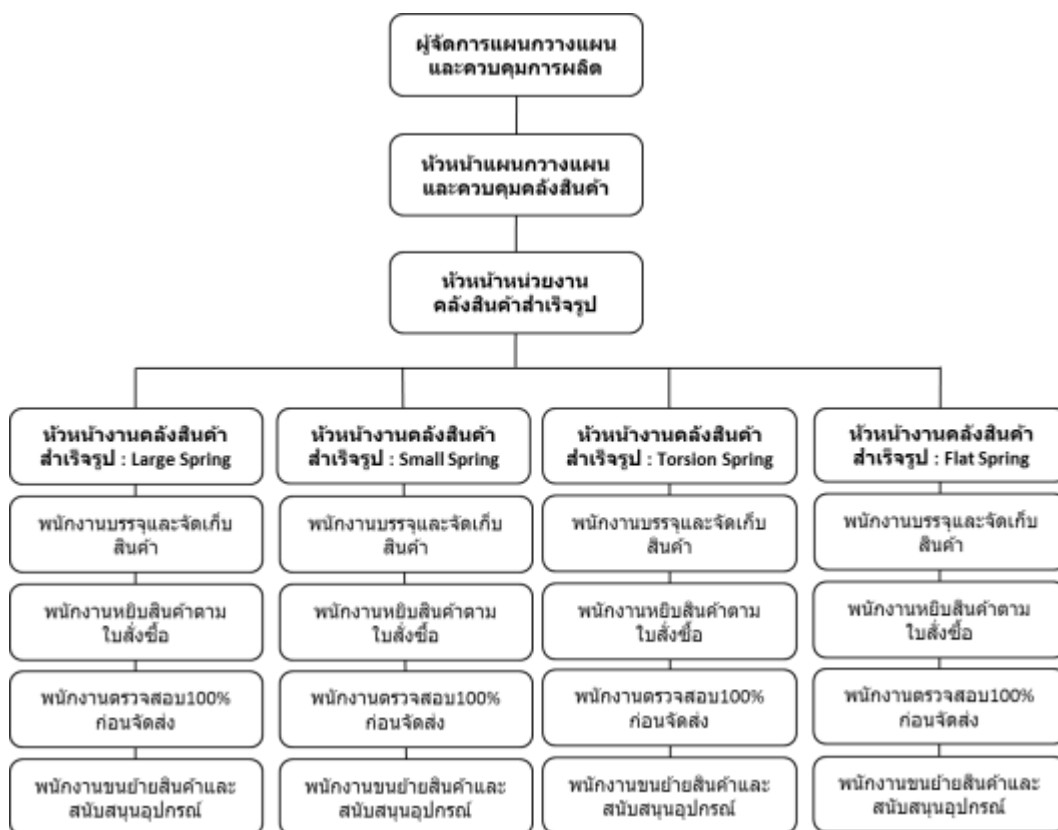 ผู้จัดการแผนกวางแผน
และควบคุมการผลิต
หัวหน้าแผนกวางแผน
และควบคุมคลังสินค้า
หัวหน้าหน่วยงาน
คลังสินค้าสำเร็จรูป
หัวหน้างานคลังสินค้า
สำเร็จรูป : Large Spring
หัวหน้างานคลังสินค้า
สำเร็จรูป : Small Spring
หัวหน้างานคลังสินค้า
สำเร็จรูป : Torsion Spring
หัวหน้างานคลังสินค้า
สำเร็จรูป : Flat Spring
พนักงานบรรจุและจัดเก็บ
สินค้า
พนักงานบรรจุและจัดเก็บ
สินค้า
พนักงานบรรจุและจัดเก็บ
สินค้า
พนักงานบรรจุและจัดเก็บ
สินค้า
พนักงานหยิบสินค้าตาม
ใบสั่งซื้อ
พนักงานหยิบสินค้าตาม
ใบสั่งซื้อ
พนักงานหยิบสินค้าตาม
ใบสั่งซื้อ
พนักงานหยิบสินค้าตาม
ใบสั่งซื้อ
พนักงานตรวจสอบ100%
ก่อนจัดส่ง
พนักงานตรวจสอบ100%
ก่อนจัดส่ง
พนักงานตรวจสอบ100%
ก่อนจัดส่ง
พนักงานตรวจสอบ100%
ก่อนจัดส่ง
พนักงานขนย้ายสินค้าและ
สนับสนุนอุปกรณ์
พนักงานขนย้ายสินค้าและ
สนับสนุนอุปกรณ์
พนักงานขนย้ายสินค้าและ
สนับสนุนอุปกรณ์
พนักงานขนย้ายสินค้าและ
สนับสนุนอุปกรณ์